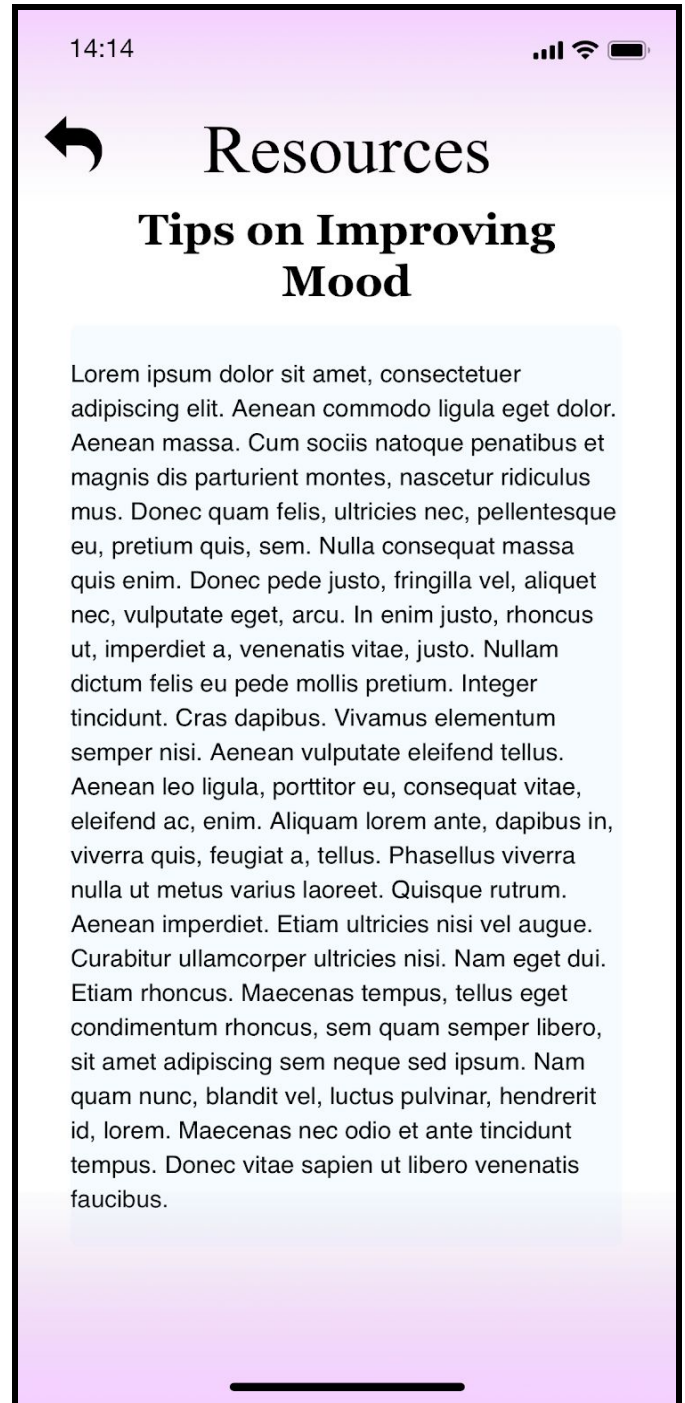 14:14
Resources
Tips on Improving
Mood
Lorem ipsum dolor sit amet, consectetuer
adipiscing elit. Aenean commodo ligula eget dolor.
Aenean massa. Cum sociis natoque penatibus et
magnis dis parturient montes, nascetur ridiculus
mus. Donec quam felis, ultricies nec, pellentesque
eu, pretium quis, sem. Nulla consequat massa
quis enim. Donec pede justo, fringilla vel, aliquet
nec, vulputate eget, arcu. In enim justo, rhoncus
ut, imperdiet a, venenatis vitae, justo. Nullam
dictum felis eu pede mollis pretium. Integer
tincidunt. Cras dapibus. Vivamus elementum
semper nisi. Aenean vulputate eleifend tellus.
Aenean leo ligula, porttitor eu, consequat vitae,
eleifend ac, enim. Aliquam lorem ante, dapibus in,
viverra quis, feugiat a, tellus. Phasellus viverra
nulla ut metus varius laoreet. Quisque rutrum.
Aenean imperdiet. Etiam ultricies nisi vel augue.
Curabitur ullamcorper ultricies nisi. Nam eget dui.
Etiam rhoncus. Maecenas tempus, tellus eget
condimentum rhoncus, sem quam semper libero,
sit amet adipiscing sem neque sed ipsum. Nam
quam nunc, blandit vel, luctus pulvinar, hendrerit
id, lorem. Maecenas nec odio et ante tincidunt
tempus. Donec vitae sapien ut libero venenatis
faucibus.